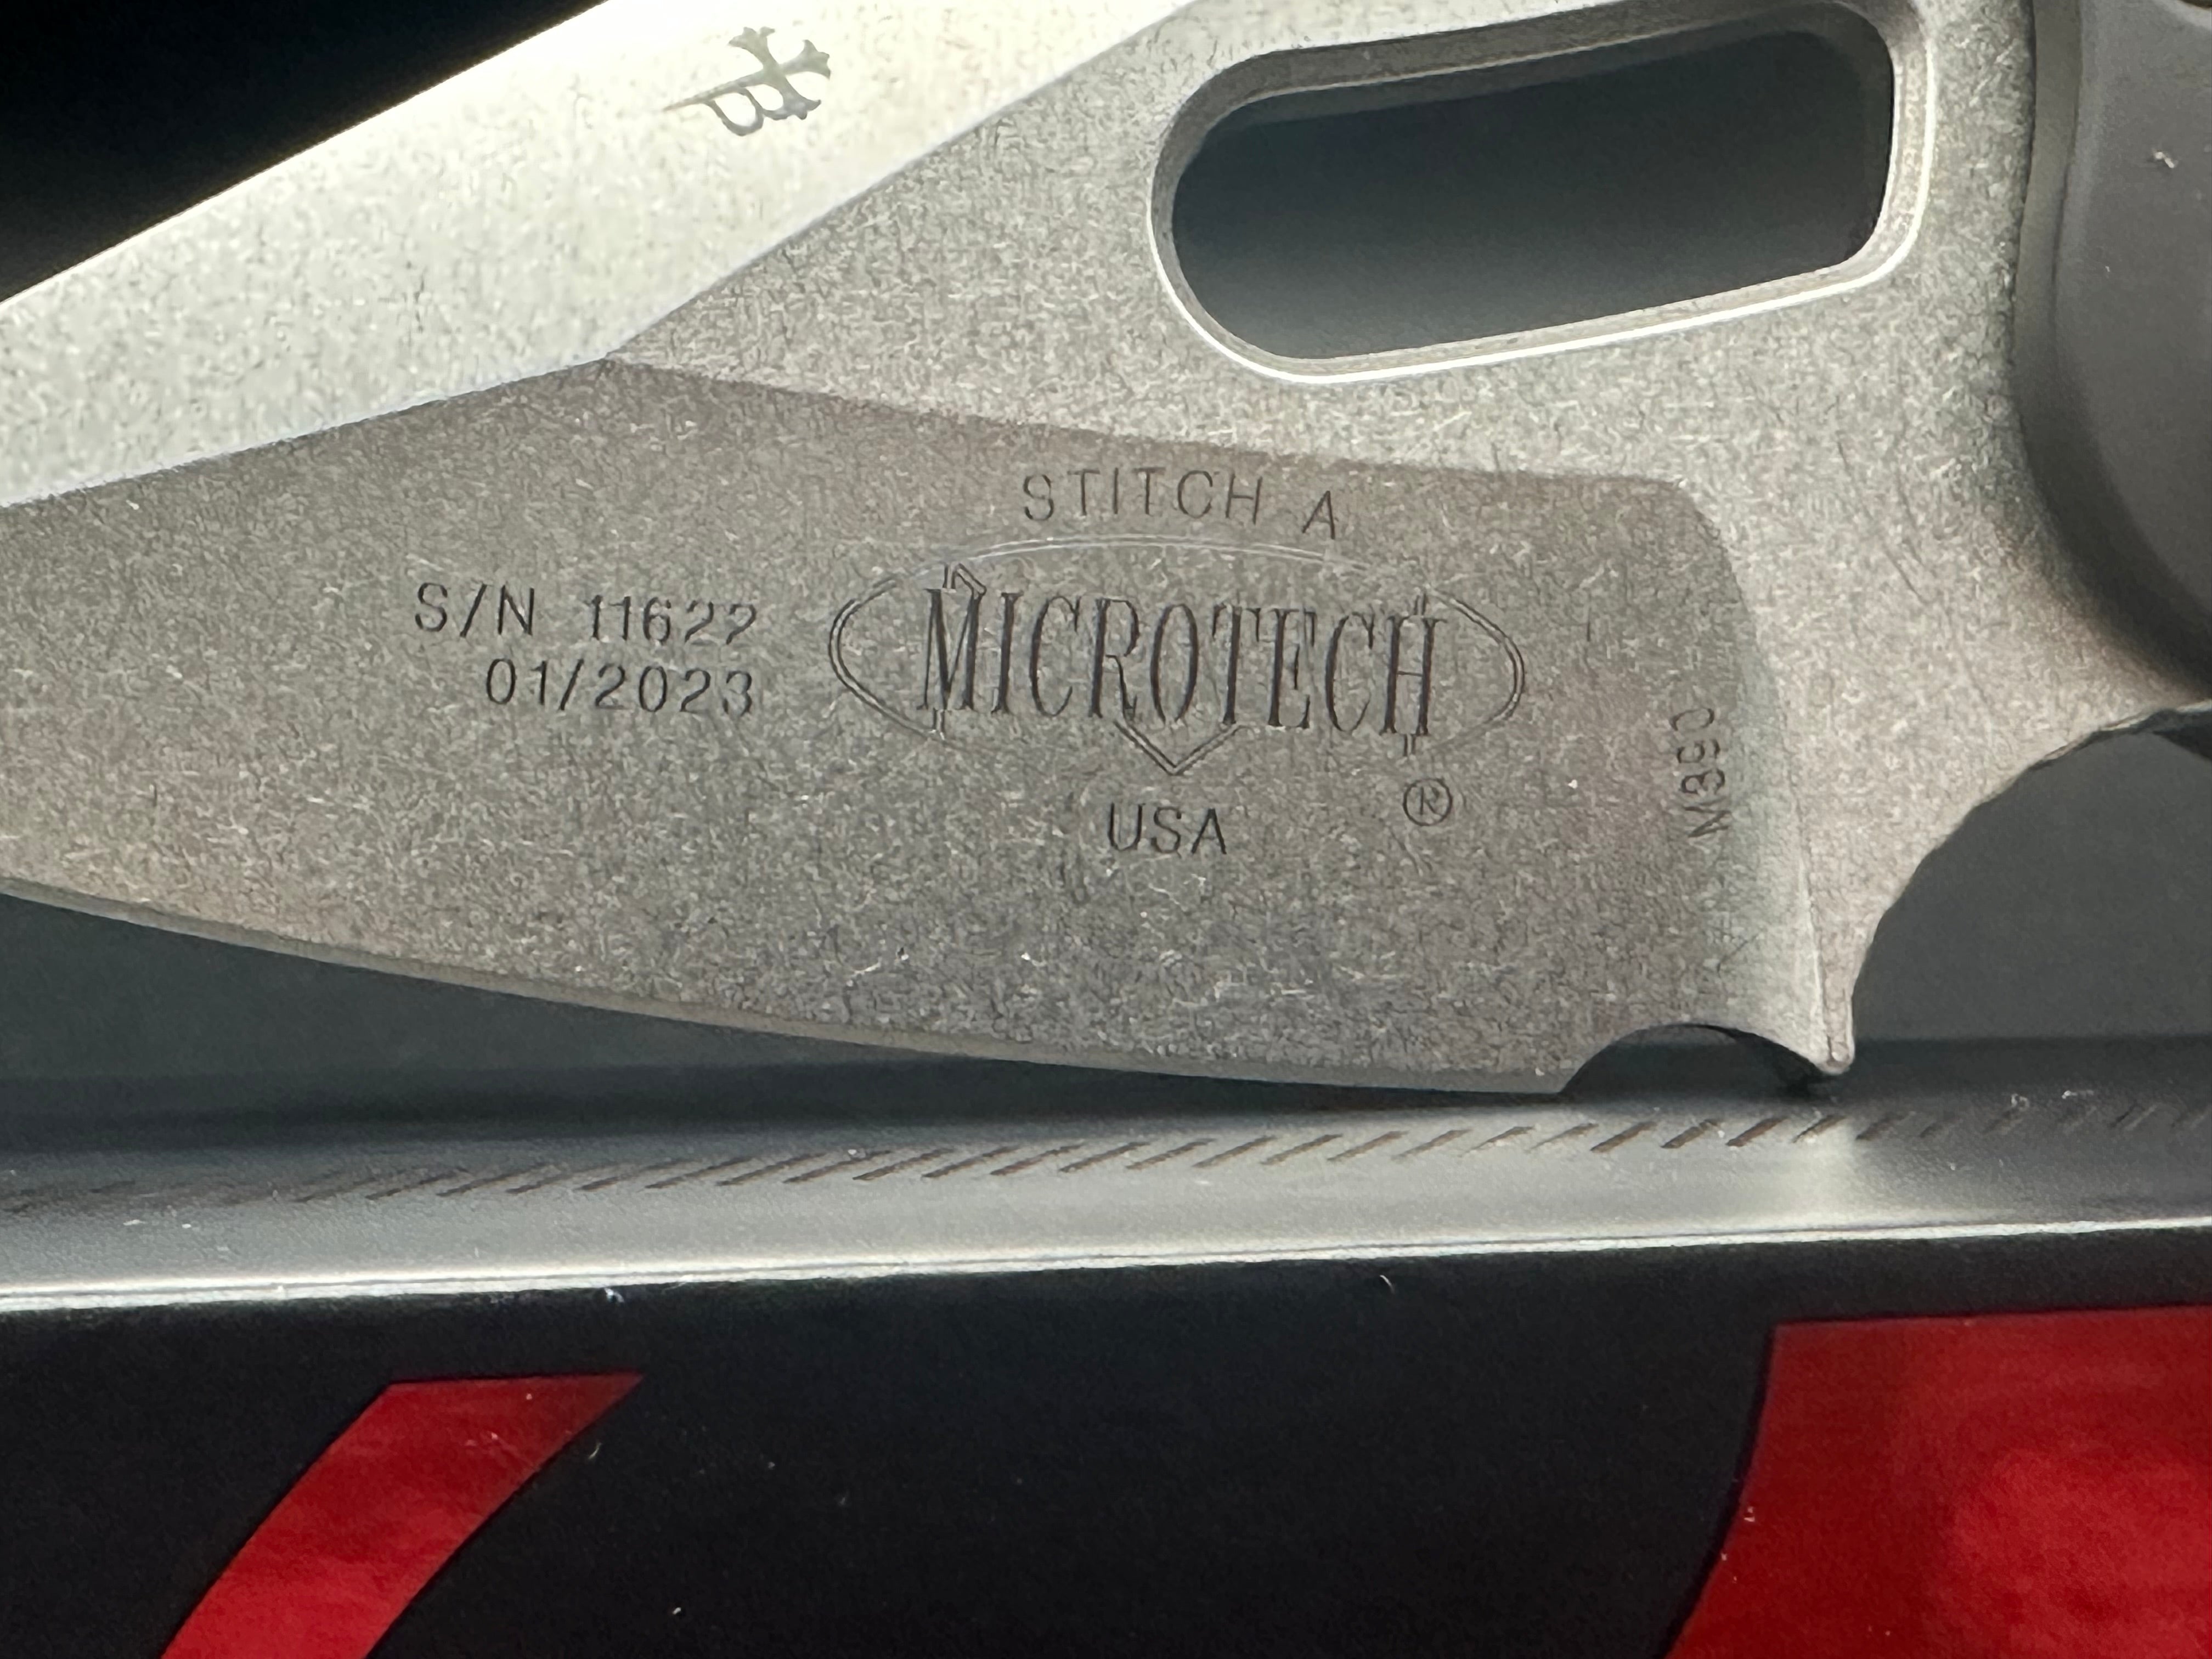 STITCH A
S/N 11622
01/2023
MICROTECH
®
USA
M390